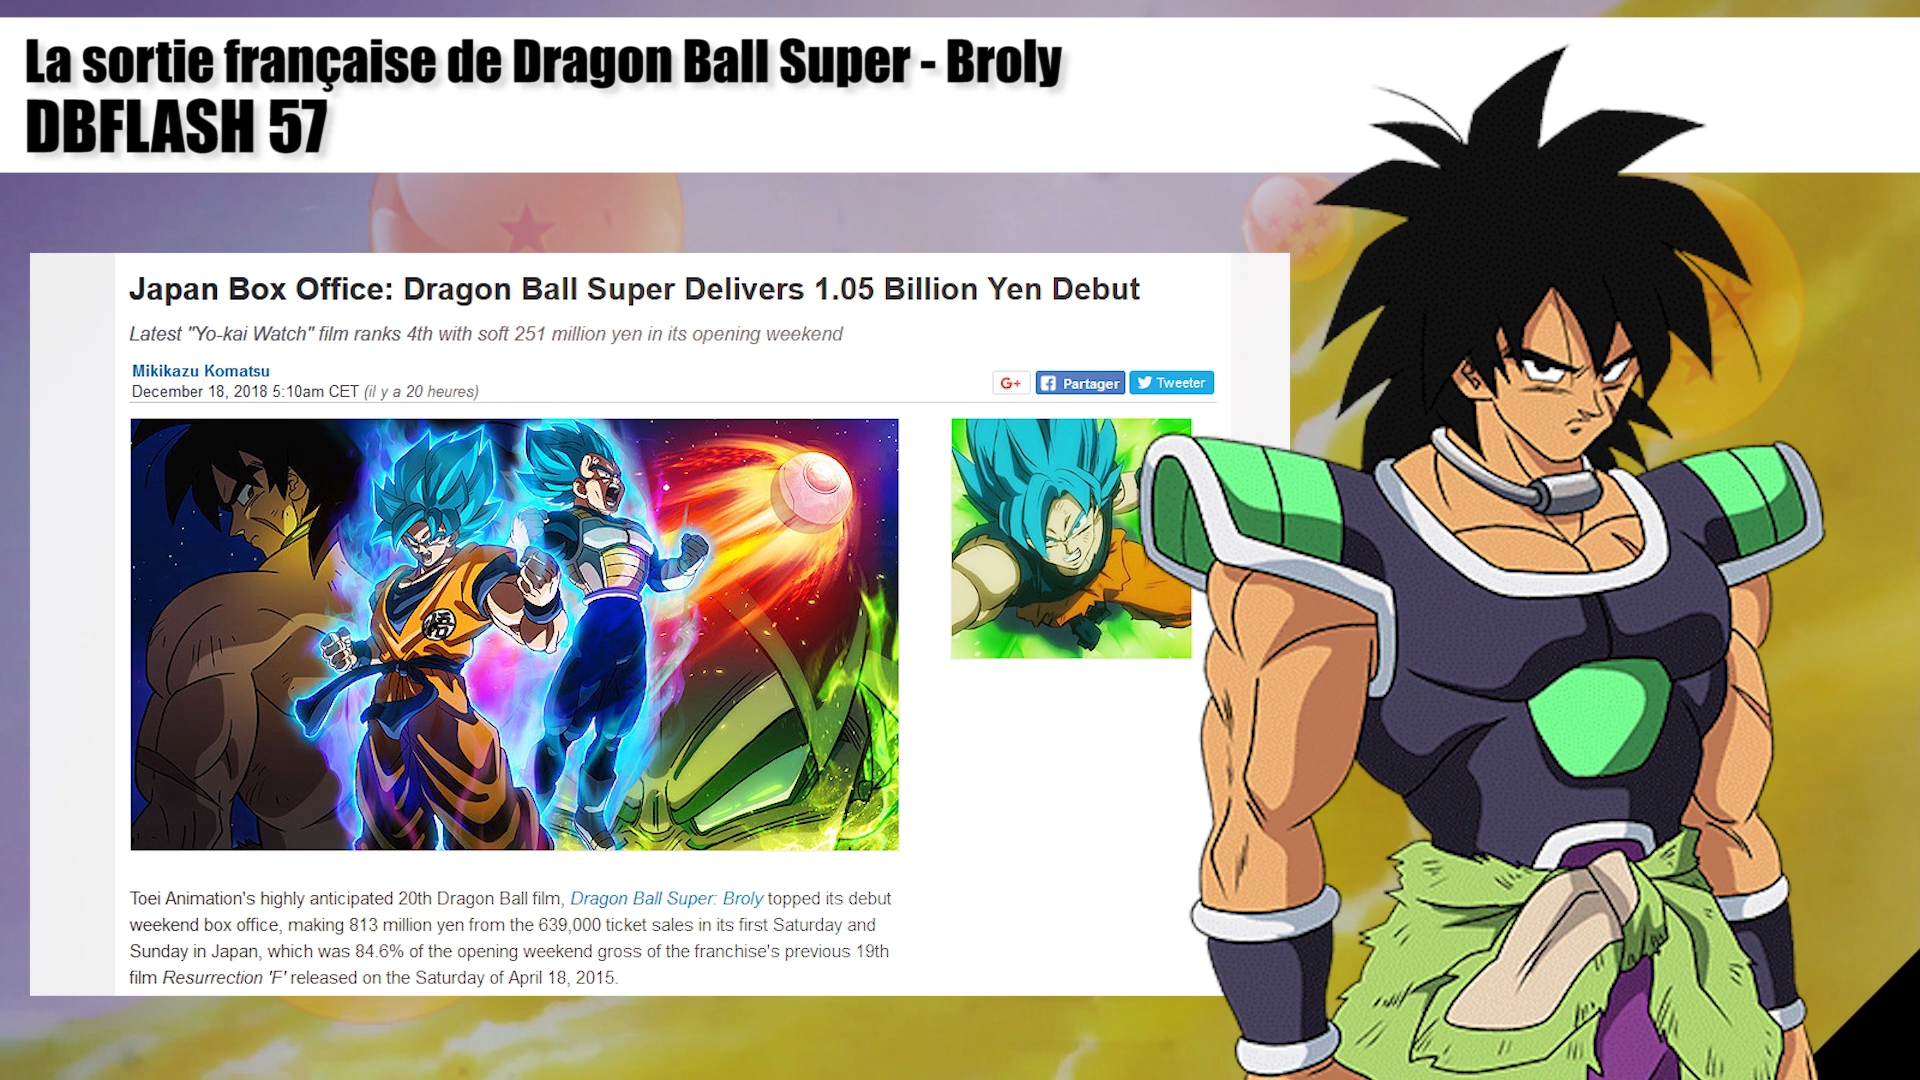 La sortie française de Dragon Ball Super - Broly
DBFLASH 57
Japan Box Office: Dragon Ball Super Delivers 1.05 Billion Yen Debut
Latest "Yo-kai Watch" film ranks 4th with soft 251 million yen in its opening weekend
Mikikazu Komatsu
December 18, 2018 5:10am CET (il y a 20 heures)
G+ Partager Tweeter
悟
Toei Animation's highly anticipated 20th Dragon Ball film, Dragon Ball Super: Broly topped its debut
weekend box office, making 813 million yen from the 639,000 ticket sales in its first Saturday and
Sunday in Japan, which was 84.6% of the opening weekend gross of the franchise's previous 19th
film Resurrection 'F' released on the Saturday of April 18, 2015.